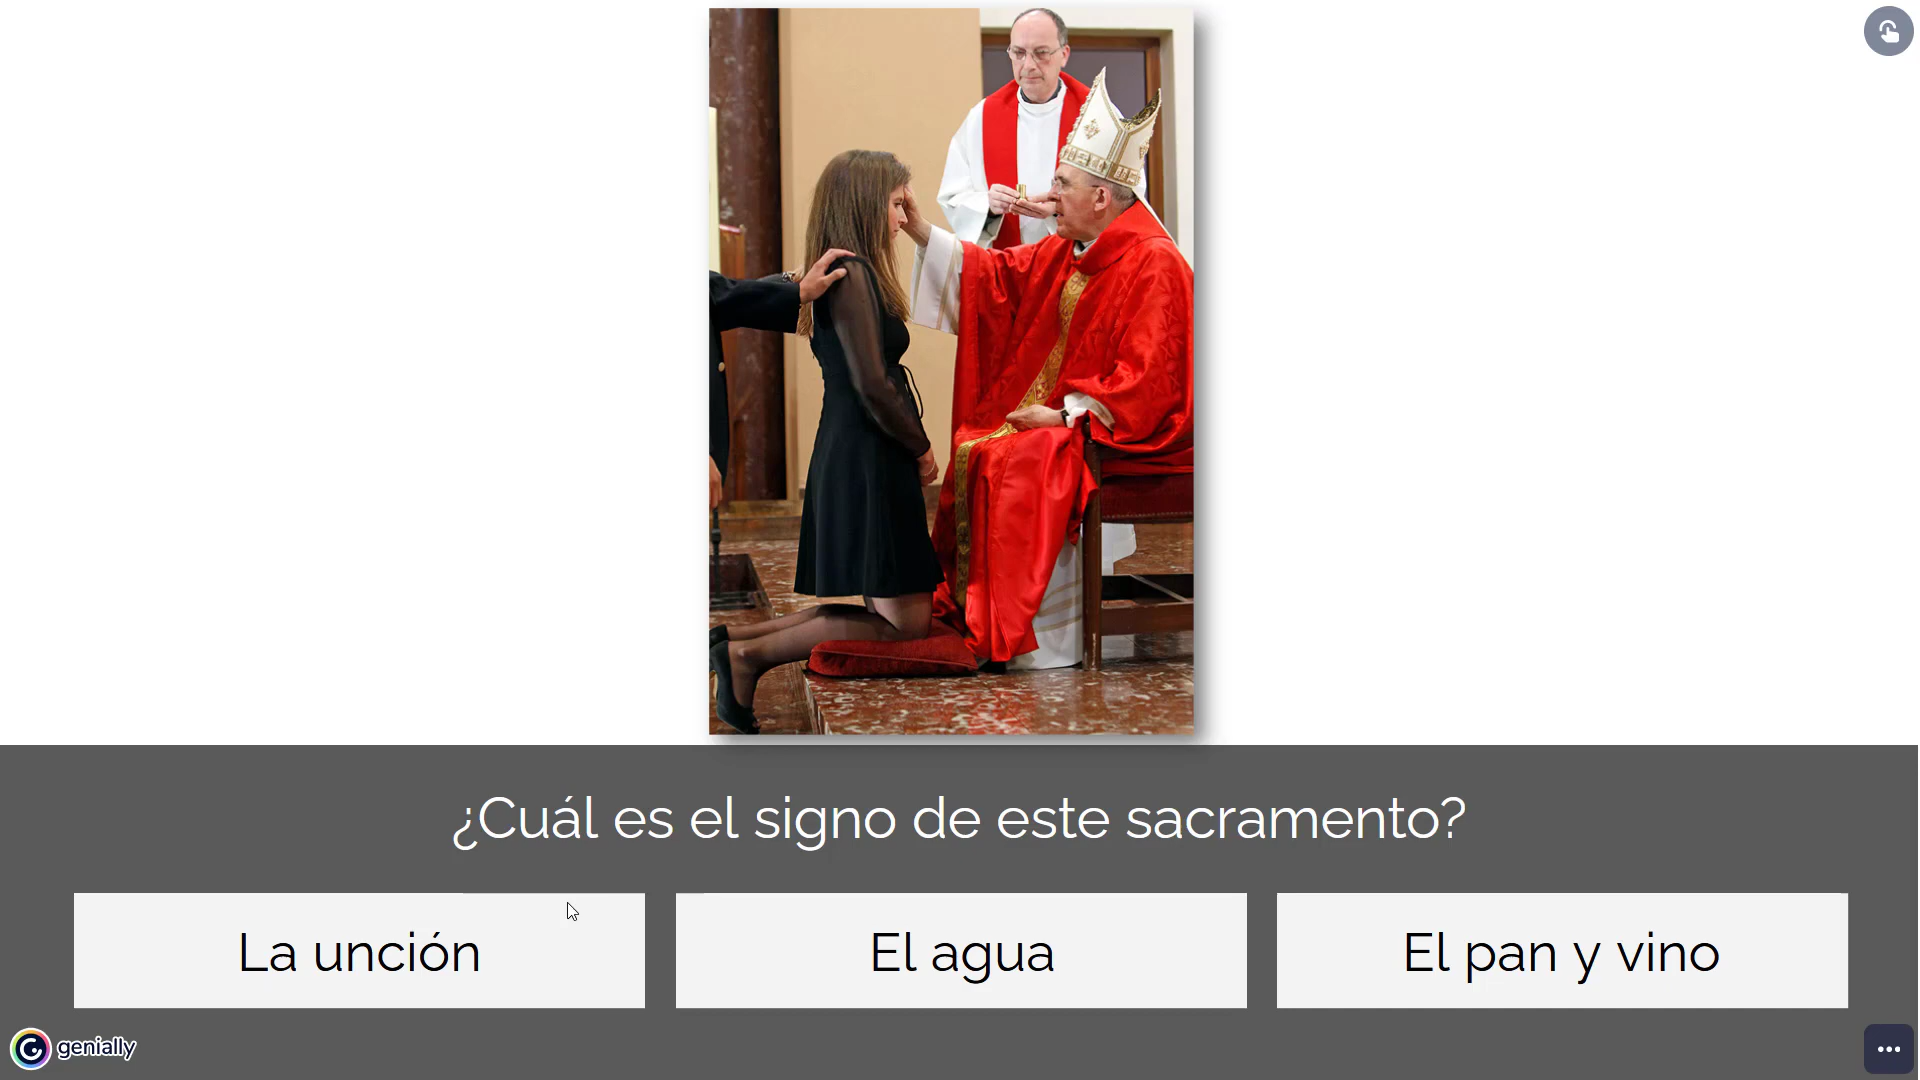 ¿Cuál es el signo de este sacramento?
La unción
El agua
El pan y vino
genially